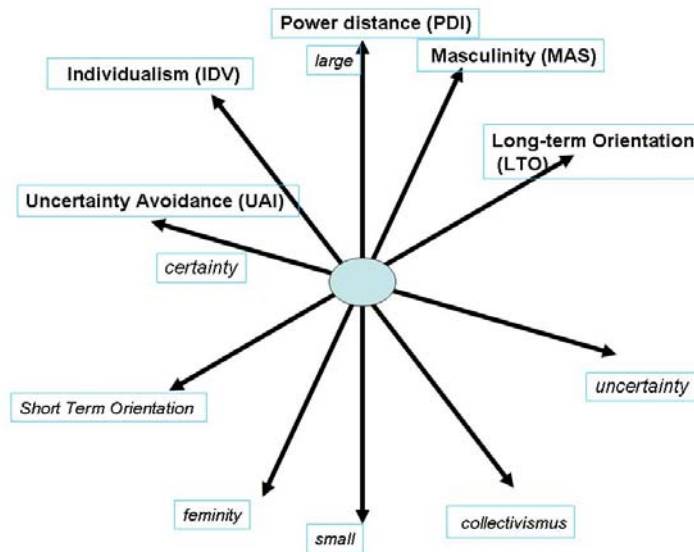 Power distance (PDI)
large
Masculinity (MAS)
Individualism (IDV)
Long-term Orientation
(LTO)
Uncertainty Avoidance (UAI)
certainty
uncertainty
Short Term Orientation
feminity
small
collectivismus